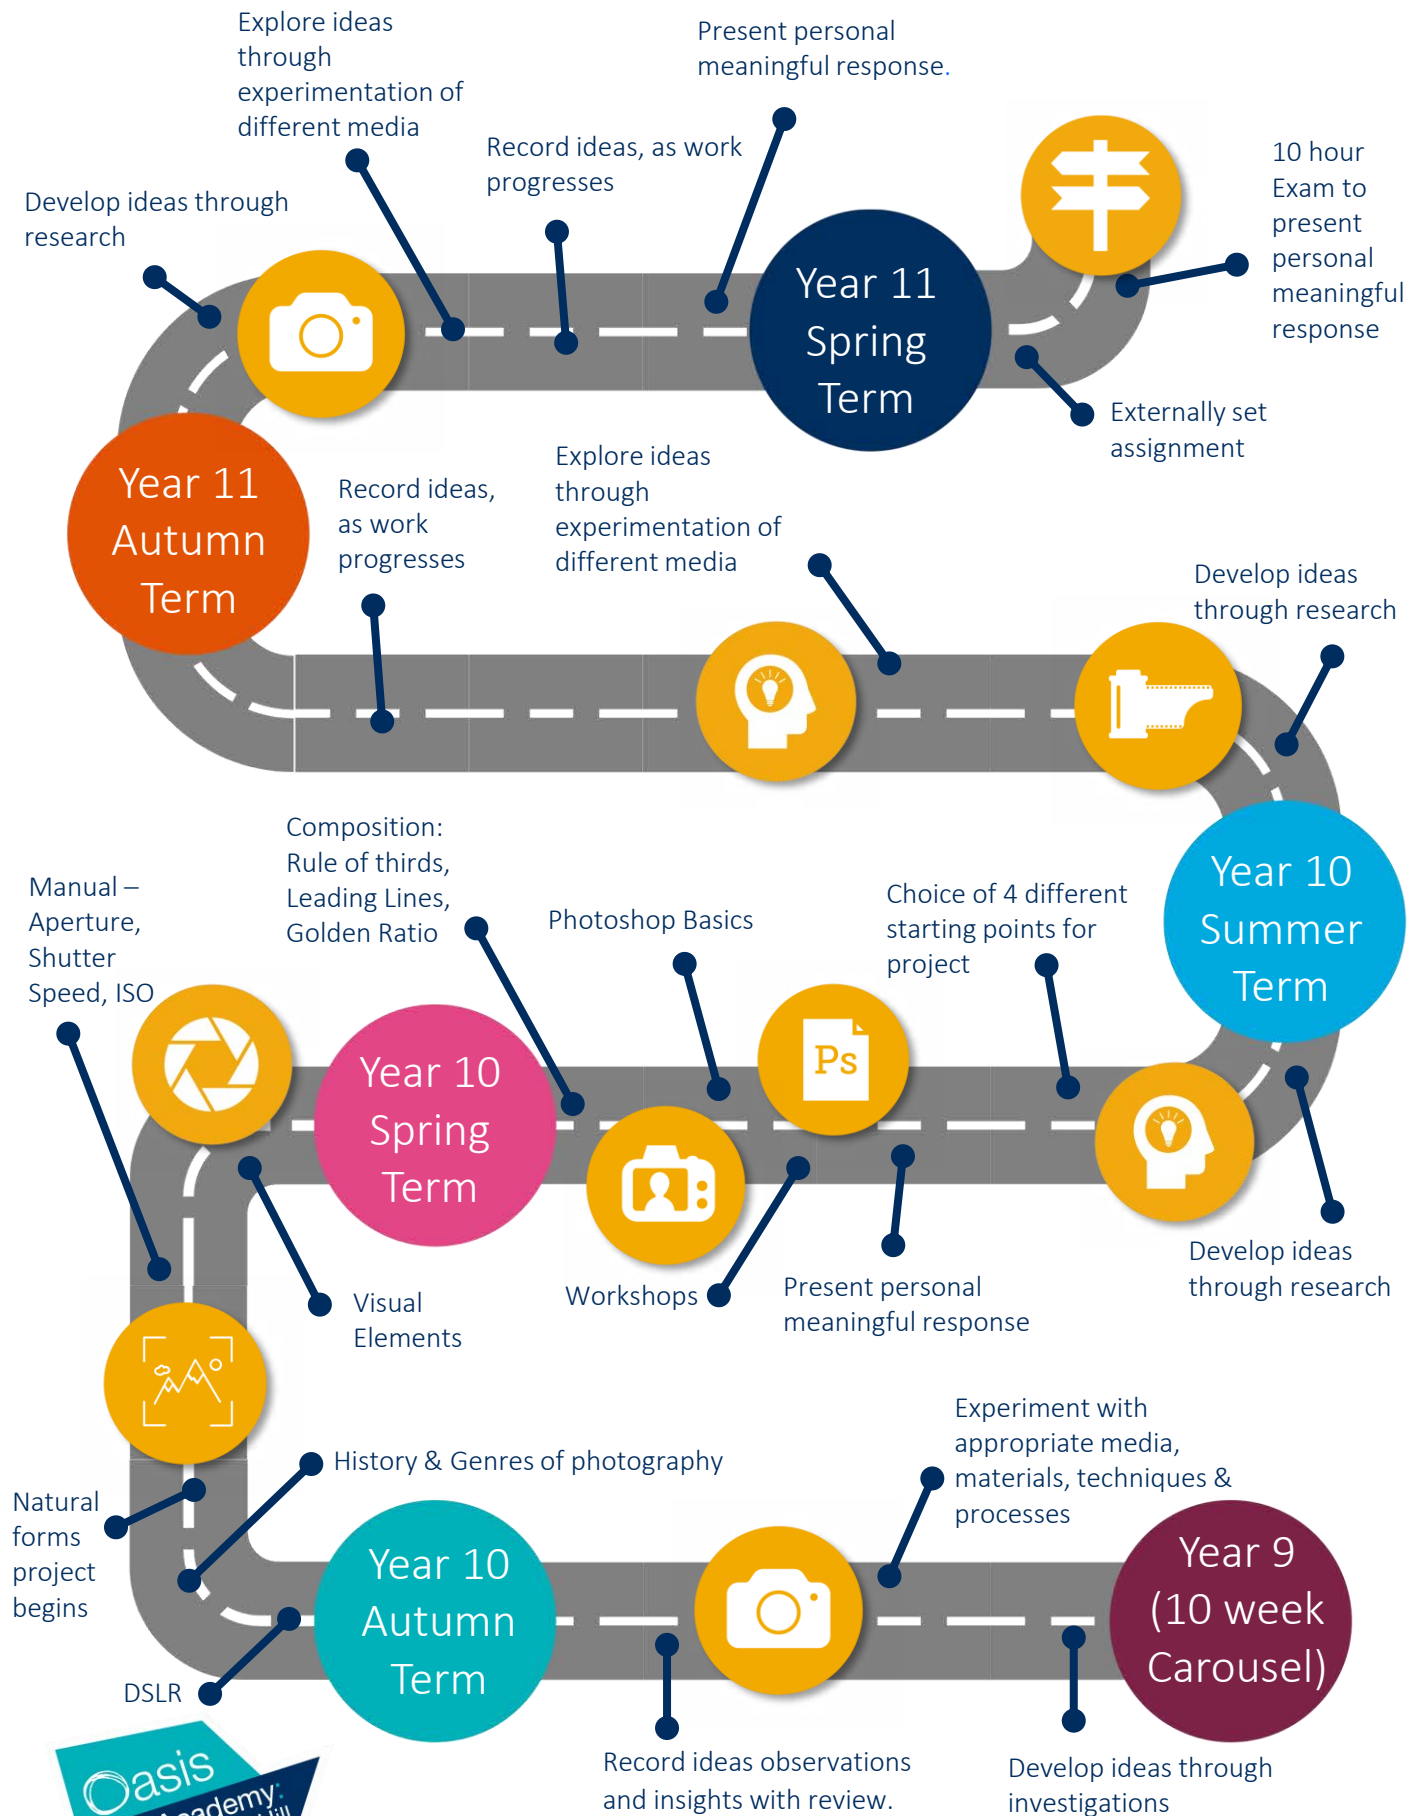 Explore ideas
through
experimentation of
different media
Present personal
meaningful response.
Record ideas, as work
progresses
10 hour
Exam to
present
personal
meaningful
response
Develop ideas through
research
Year 11
Spring
Term
Externally set
assignment
Year 11
Autumn
Term
Record ideas,
as work
progresses
Explore ideas
through
experimentation of
different media
Develop ideas
through research
Composition:
Rule of thirds,
Leading Lines,
Golden Ratio
Manual –
Aperture,
Shutter
Speed, ISO
Photoshop Basics
Choice of 4 different
starting points for
project
Year 10
Summer
Term
Year 10
Spring
Term
Ps
Develop ideas
through research
Visual
Elements
Workshops
Present personal
meaningful response
Experiment with
appropriate media,
materials, techniques &
processes
History & Genres of photography
Natural
forms
project
begins
Year 10
Autumn
Term
Year 9
(10 week
Carousel)
DSLR
Record ideas observations
and insights with review.
Develop ideas through
investigations
Oasis